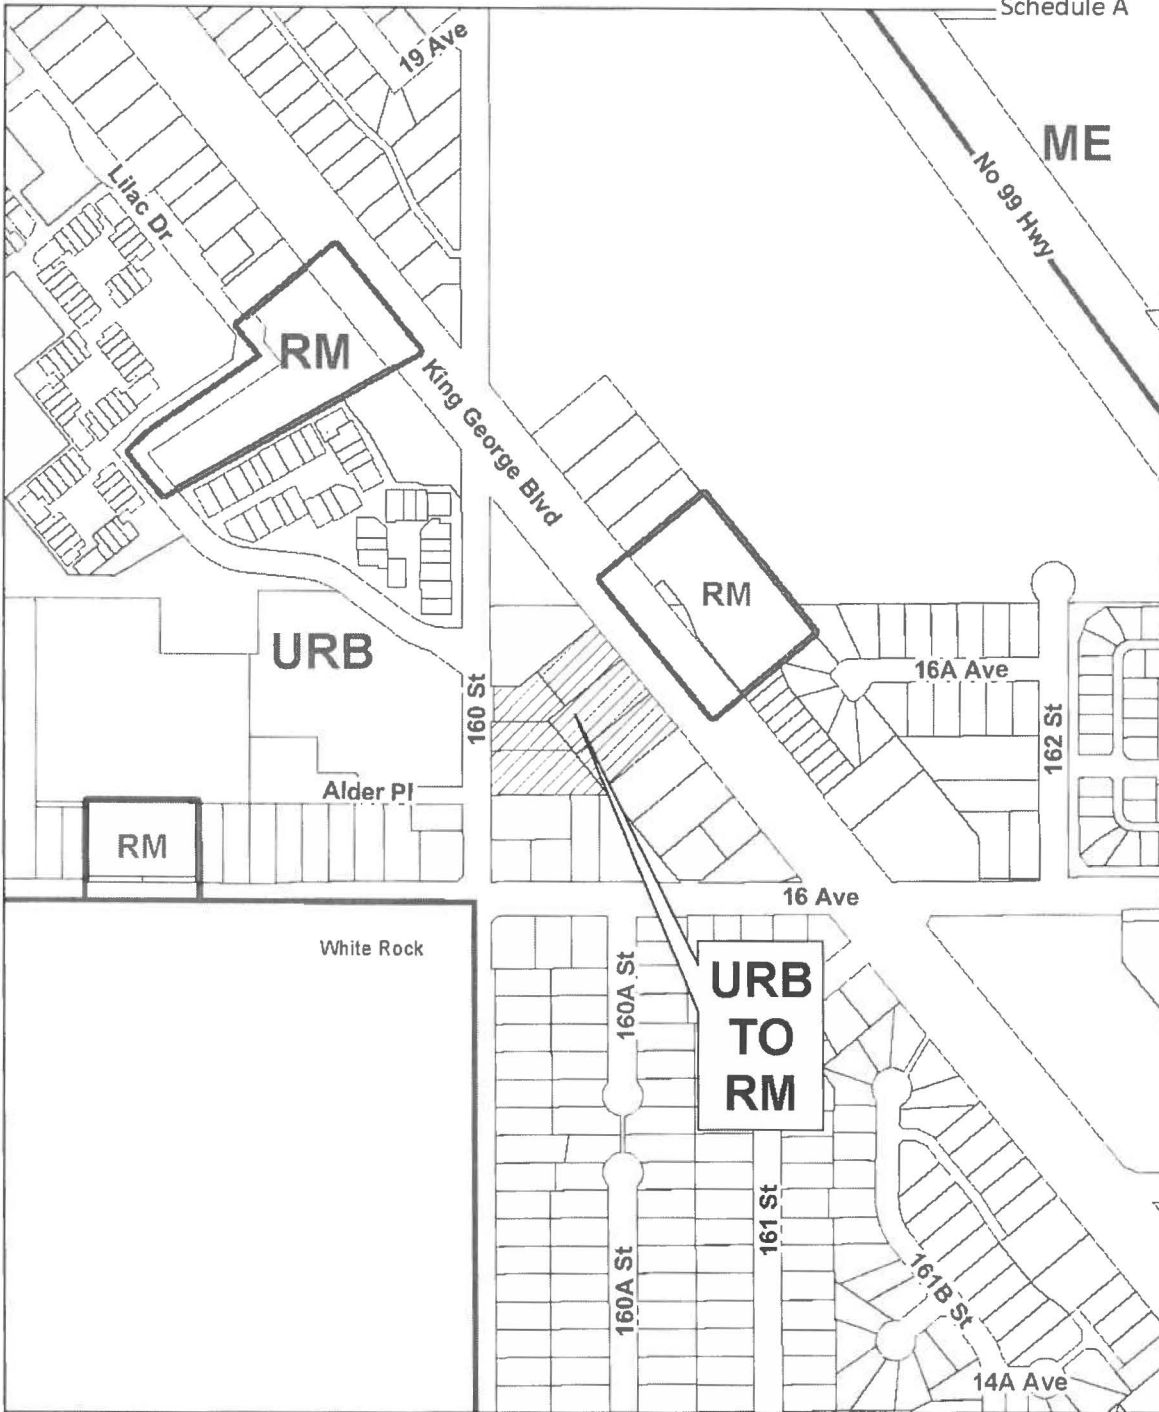 Schedule A
19 Ave
ME
No 99 Hwy
Lilac Dr
RM
King George Blvd
RM
URB
160 St
16A Ave
162 St
Alder Pl
RM
16 Ave
White Rock
160A St
URB
TO
RM
161 St
160A St
161B St
14A Ave